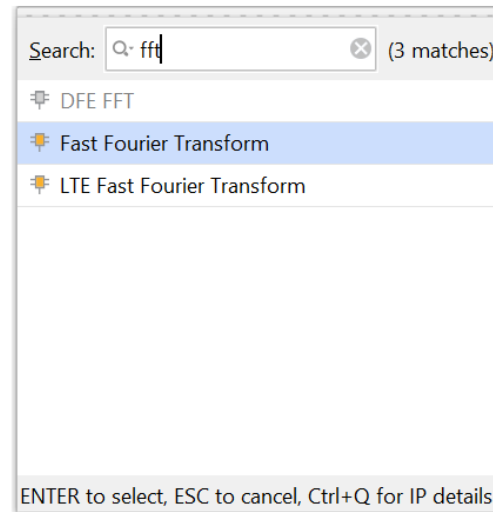 Search: fft (3 matches)
DFE FFT
Fast Fourier Transform
LTE Fast Fourier Transform
ENTER to select, ESC to cancel, Ctrl+Q for IP details